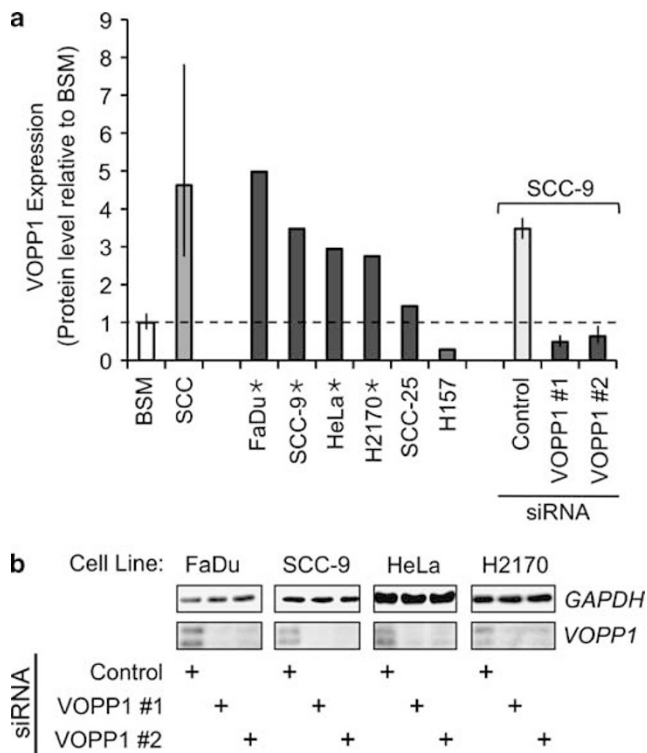 a
VOPP1 Expression
(Protein level relative to BSM)
9
8
7
6
5
4
3
2
1
0
SCC-9
BSM
SCC
FaDu*
SCC-9*
HeLa*
H2170*
SCC-25
H157
Control
VOPP1 #1
VOPP1 #2
siRNA
b
Cell Line: FaDu SCC-9 HeLa H2170
GAPDH
VOPP1
siRNA
Control + + + +
VOPP1 #1 + + + +
VOPP1 #2 + + + +